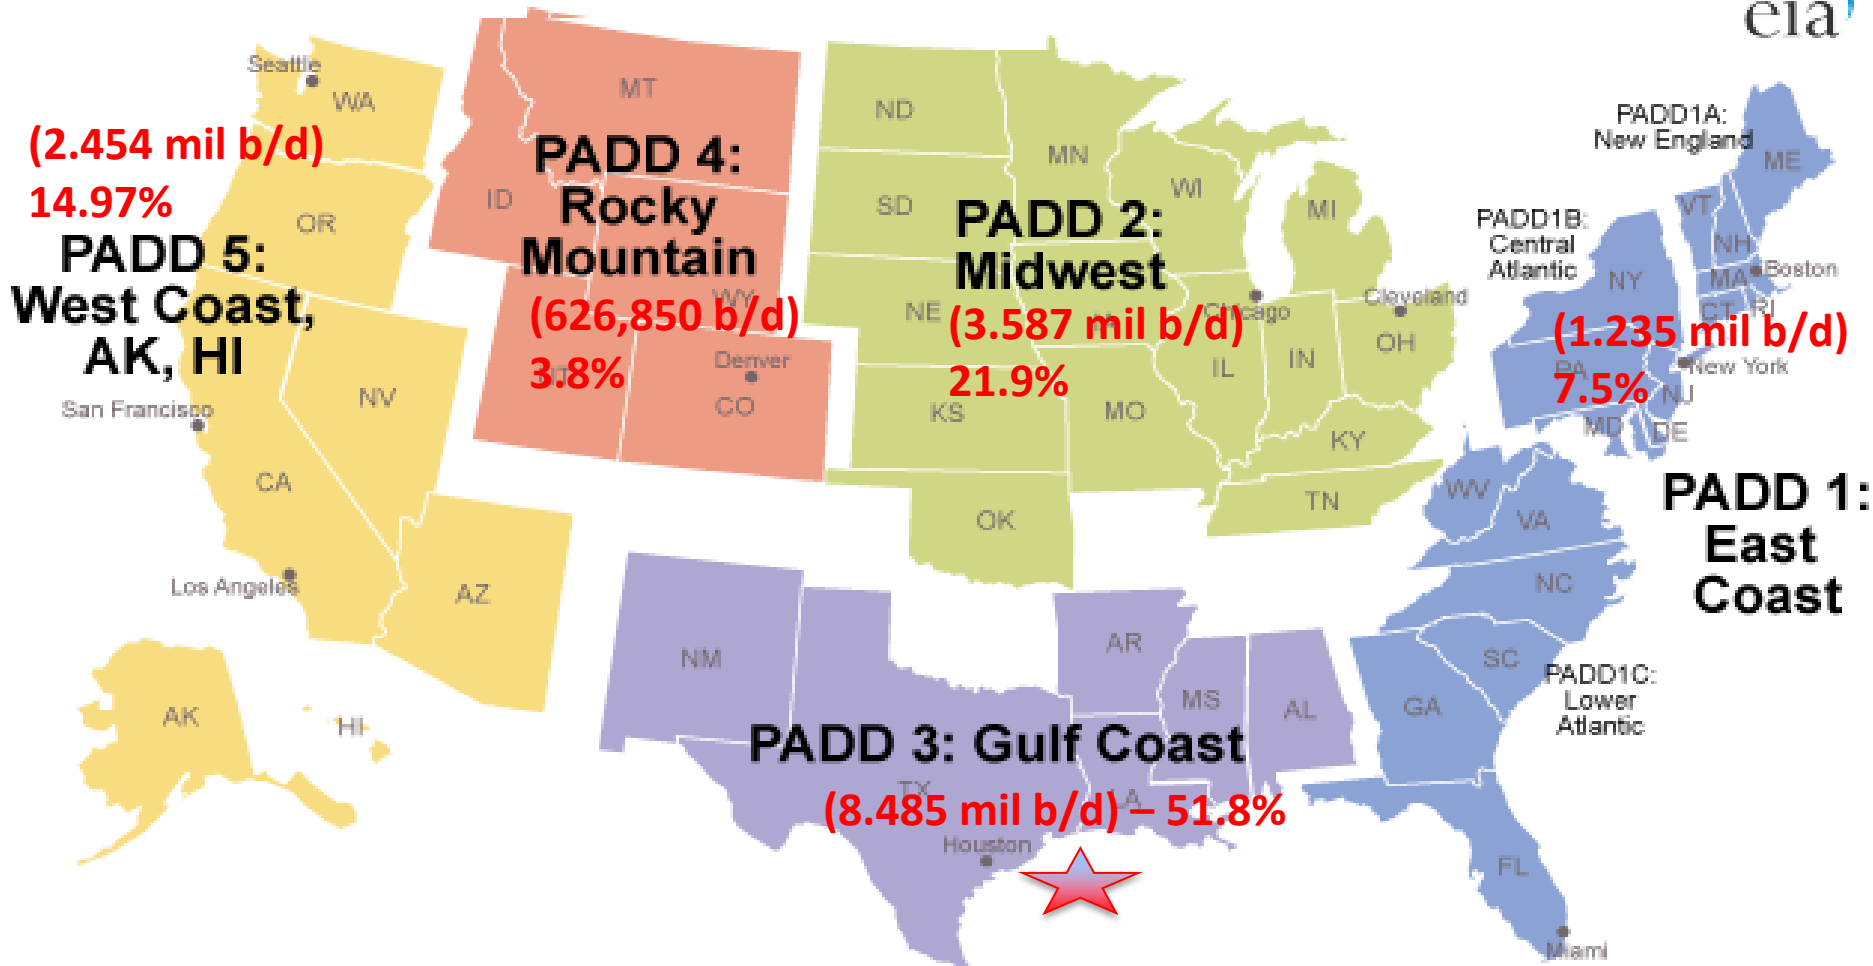 eia
Seattle
WA
(2.454 mil b/d)
14.97%
OR
PADD 5:
West Coast,
AK, HI
San Francisco
NV
CA
Los Angeles
AZ
AK
HI
MT
PADD 4:
ID
Rocky
Mountain
WY
(626,850 b/d)
3.8%
UT
Denver
CO
ND
MN
SD
WI
MI
PADD 2:
Midwest
NE
Chicago
Cleveland
(3.587 mil b/d)
21.9%
IL
IN
OH
KS
MO
KY
OK
TN
PADD1A:
New England
ME
VT
NH
PADD1B:
Central
Atlantic
NY
MA
Boston
CT
RI
(1.235 mil b/d)
7.5%
PA
New York
NJ
MD
DE
WV
VA
PADD 1:
East
Coast
NC
SC
GA
PADD1C:
Lower
Atlantic
FL
Miami
NM
AR
MS
AL
PADD 3: Gulf Coast
TX
LA
(8.485 mil b/d) – 51.8%
Houston